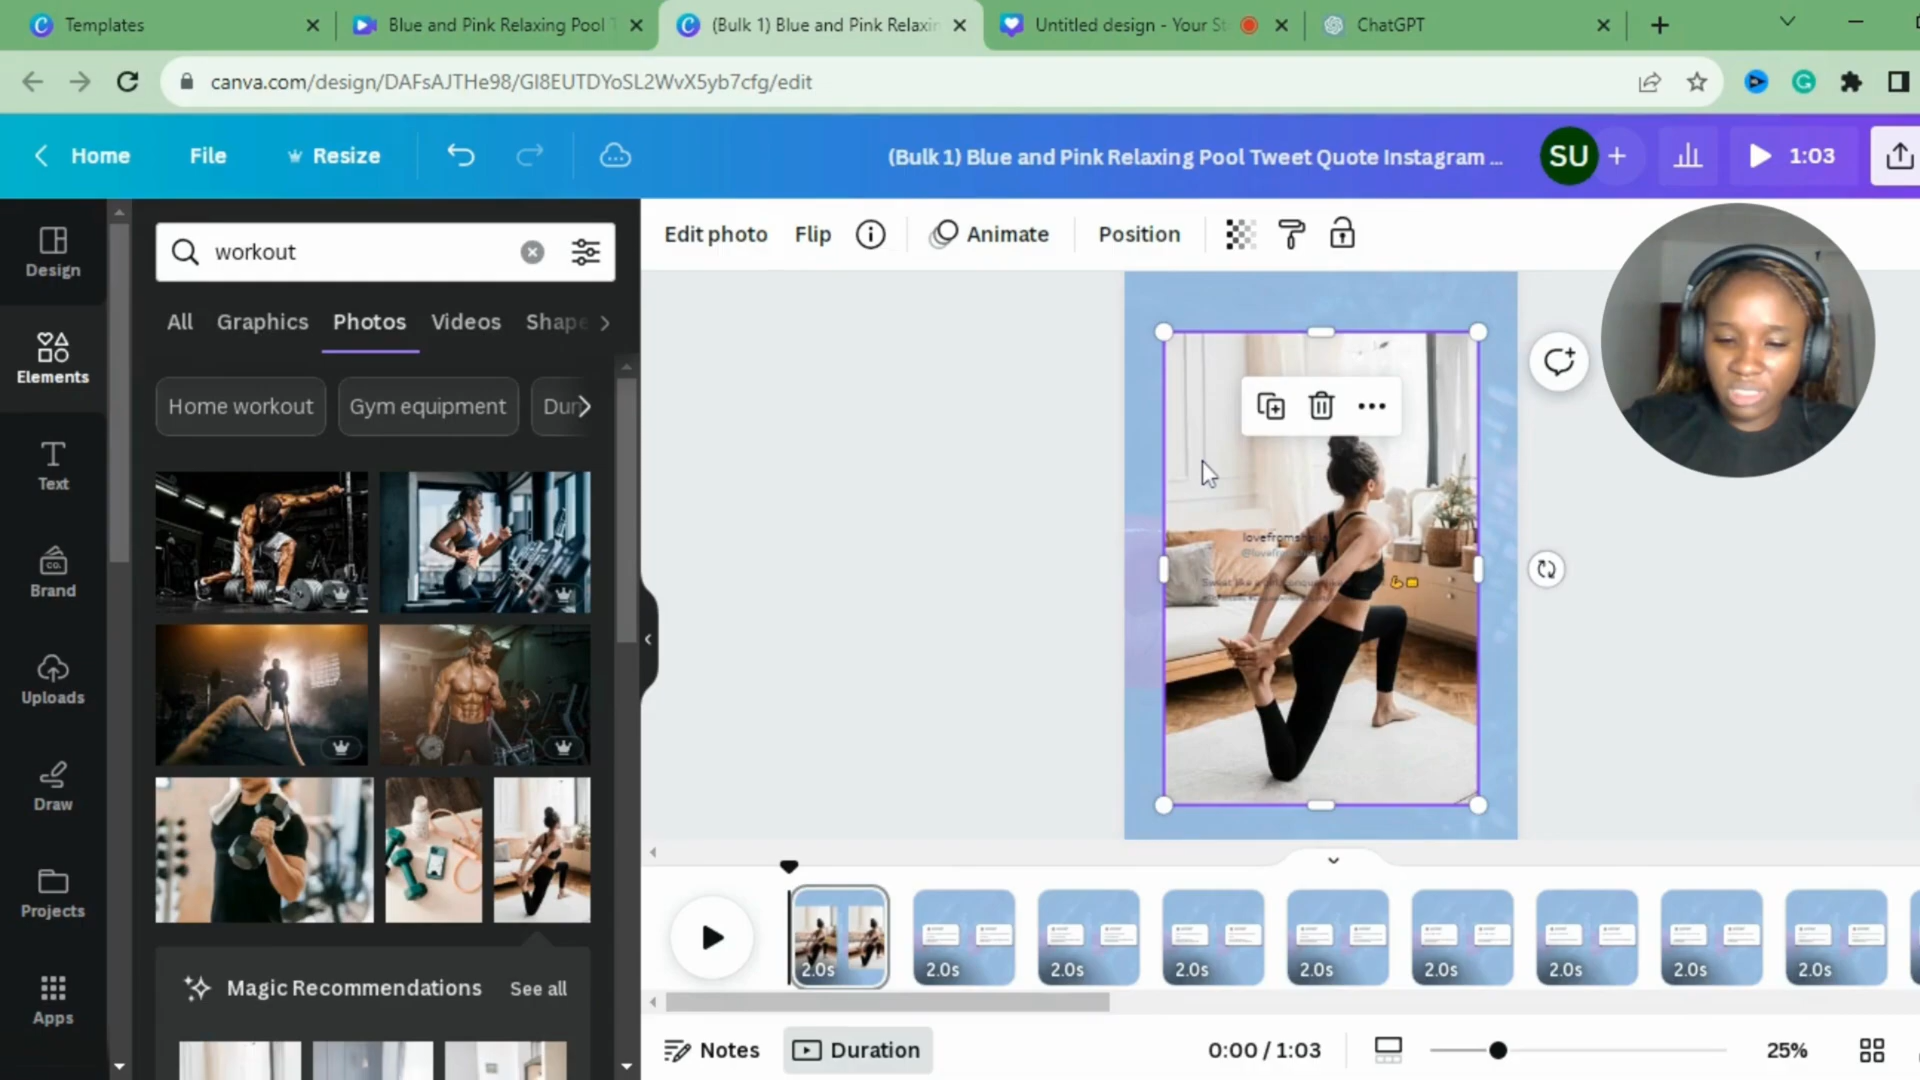 Templates
Blue and Pink Relaxing Pool T
(Bulk 1) Blue and Pink Relaxin
Untitled design - Your St
ChatGPT
canva.com/design/DAFsAJTHe98/GI8EUTDYoSL2WvX5yb7cfg/edit
Home
File
Resize
(Bulk 1) Blue and Pink Relaxing Pool Tweet Quote Instagram ...
SU
1:03
Design
Elements
Text
Brand
CO.
Uploads
Draw
Projects
Apps
workout
All
Graphics
Photos
Videos
Shape
Home workout
Gym equipment
Dum
Magic Recommendations
See all
Edit photo
Flip
Animate
Position
Sweat like a
2.0s
2.0s
2.0s
2.0s
2.0s
2.0s
2.0s
2.0s
2.0s
Notes
Duration
0:00 / 1:03
25%